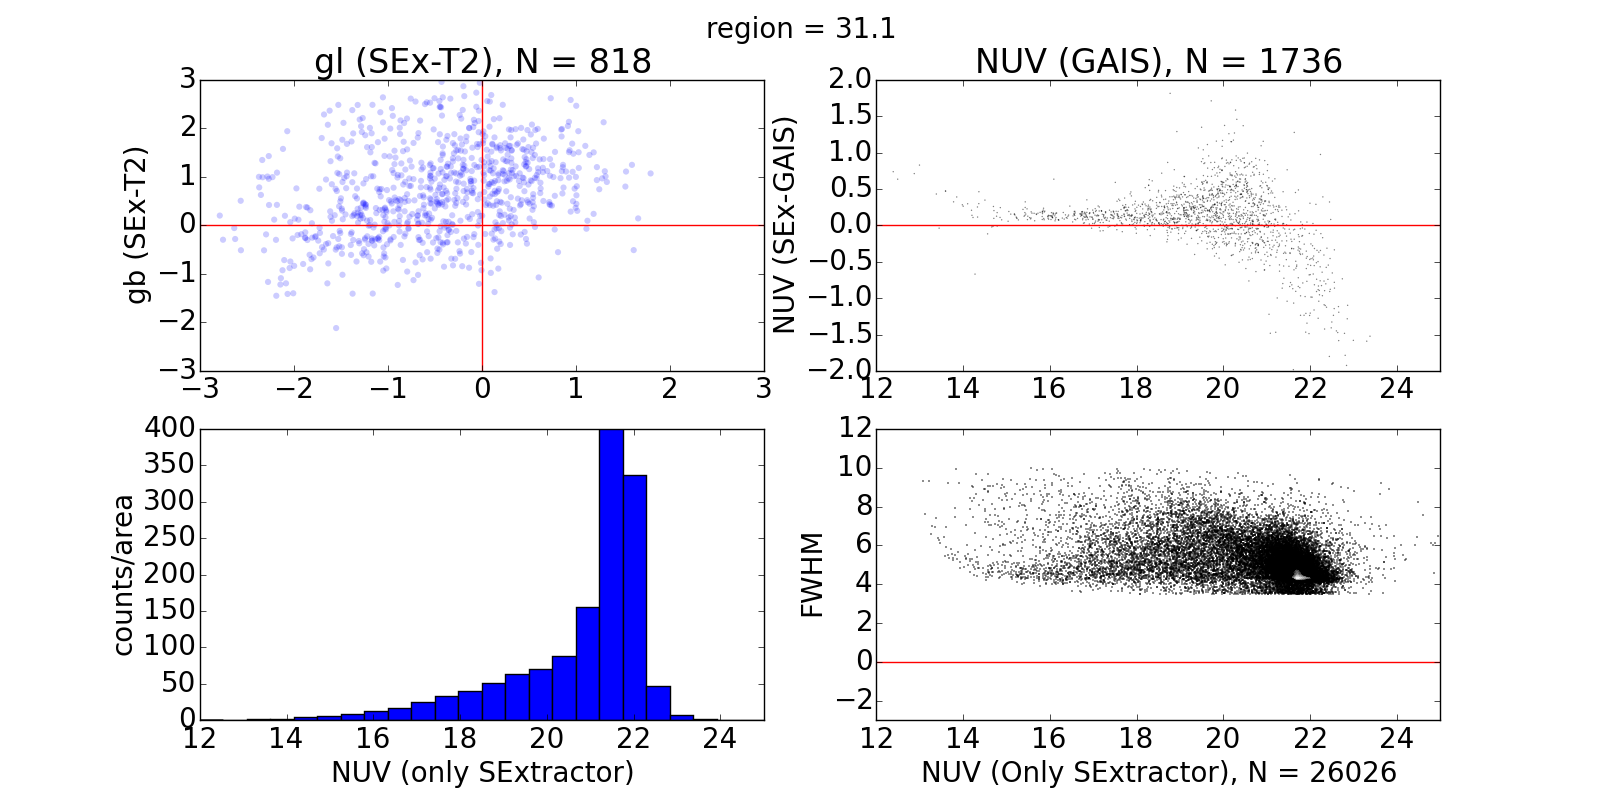 region = 31.1
gl (SEx-T2), N = 818
NUV (GAIS), N = 1736
3
2
1
0
−1
−2
−3
gb (SEx-T2)
−3 −2 −1 0 1 2 3
2.0
1.5
1.0
0.5
0.0
−0.5
−1.0
−1.5
−2.0
NUV (SEx-GAIS)
12 14 16 18 20 22 24
400
350
300
250
200
150
100
50
0
counts/area
12 14 16 18 20 22 24
NUV (only SExtractor)
12
10
8
6
4
2
0
−2
FWHM
12 14 16 18 20 22 24
NUV (Only SExtractor), N = 26026